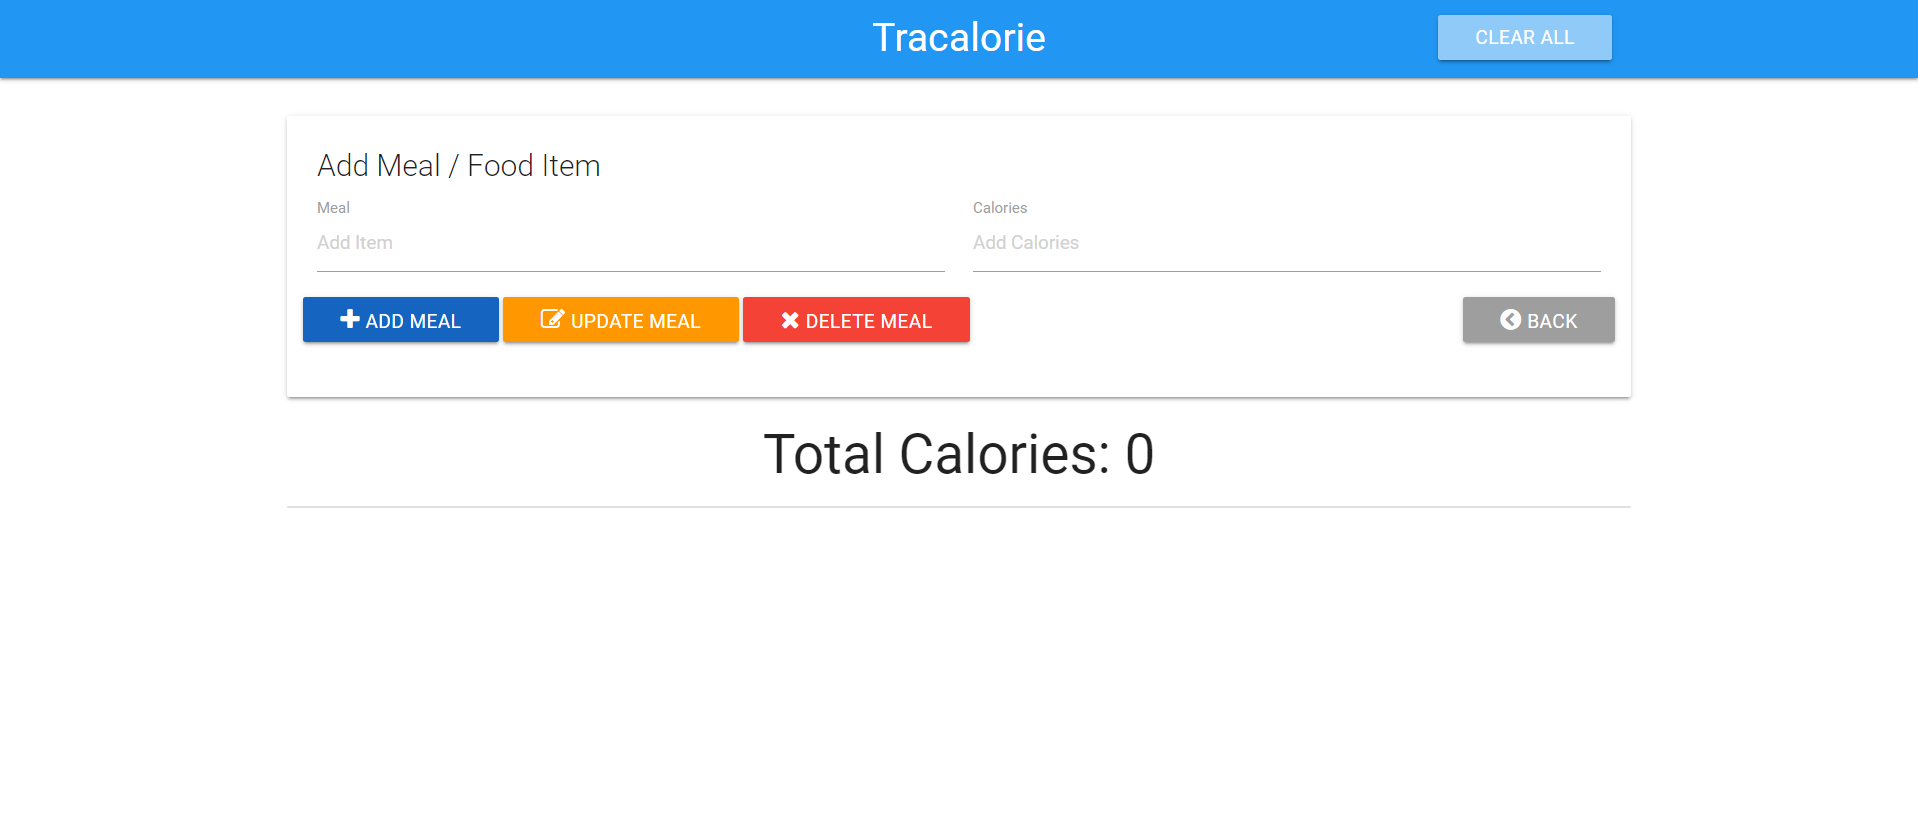 Tracalorie
CLEAR ALL
Add Meal / Food Item
Meal
Calories
Add Item
Add Calories
ADD MEAL
UPDATE MEAL
DELETE MEAL
BACK
Total Calories: 0